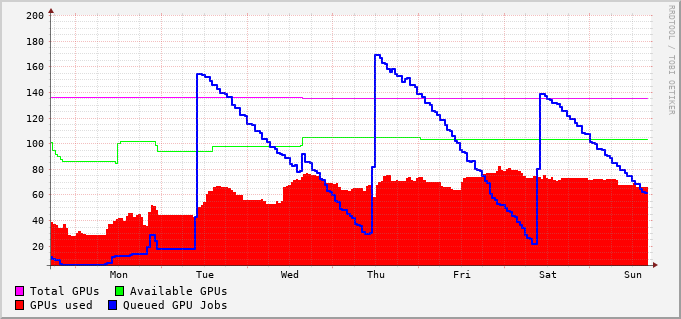 200
180
160
140
120
100
80
60
40
20
Mon Tue Wed Thu Fri Sat Sun
Total GPUs Available GPUs
GPUs used Queued GPU Jobs
RRDTOOL / TOBI OETIKER